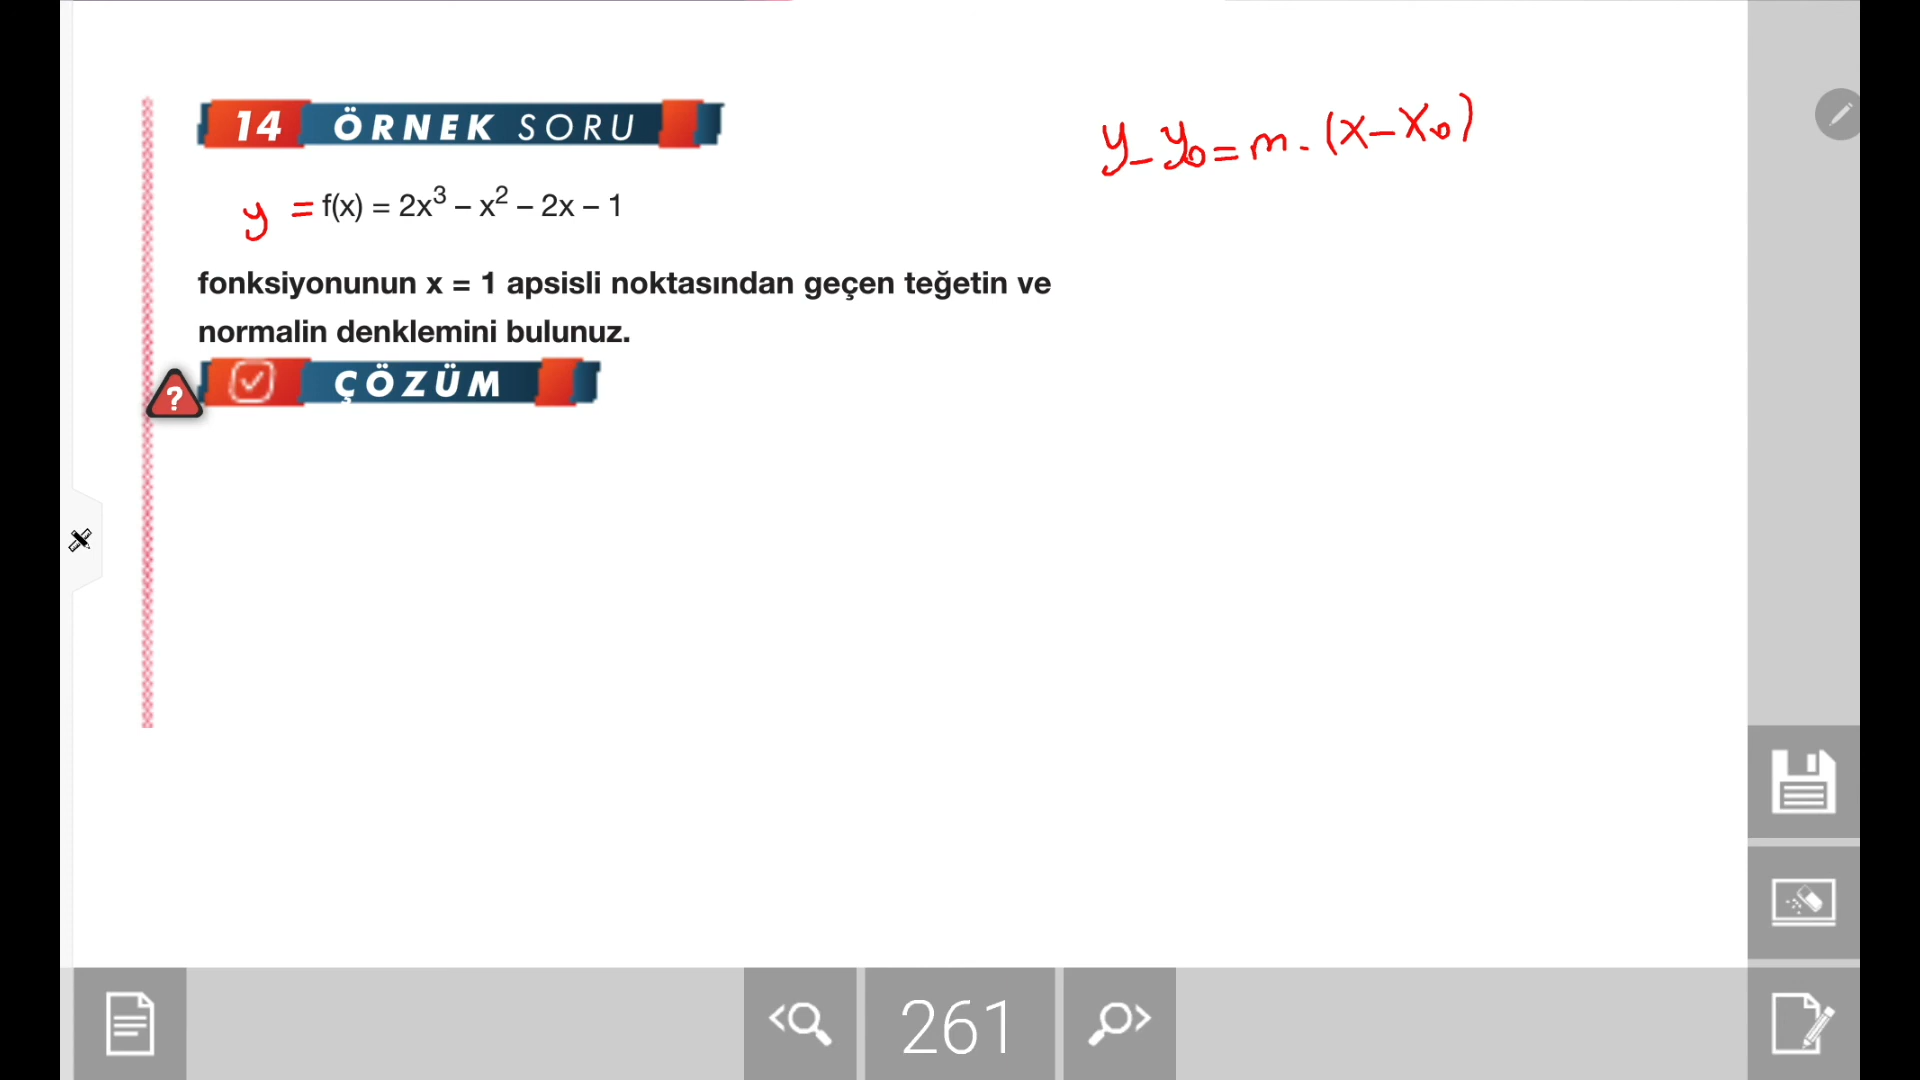 14 ÖRNEK SORU
y - y₀ = m · (x - x₀)
y = f(x) = 2x³ – x² – 2x – 1
fonksiyonunun x = 1 apsisli noktasından geçen teğetin ve
normalin denklemini bulunuz.
? ÇÖZÜM
261